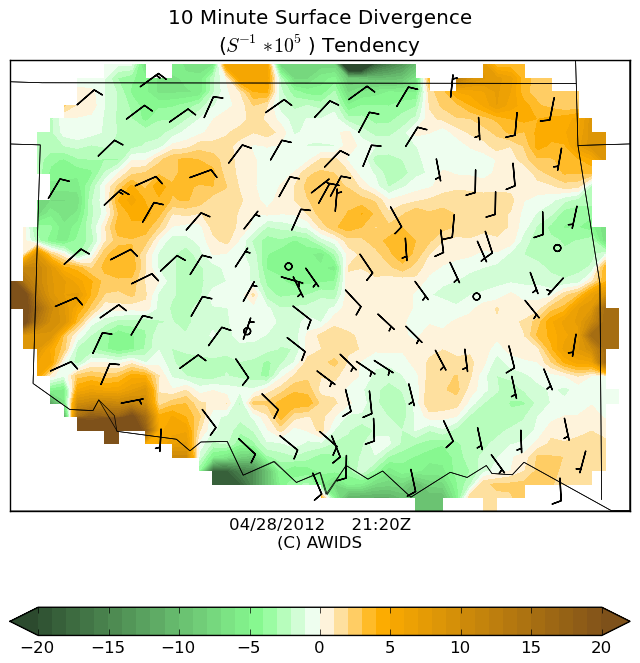 10 Minute Surface Divergence
(S⁻¹ *10⁵ ) Tendency
04/28/2012 21:20Z
(C) AWIDS
−20 −15 −10 −5 0 5 10 15 20